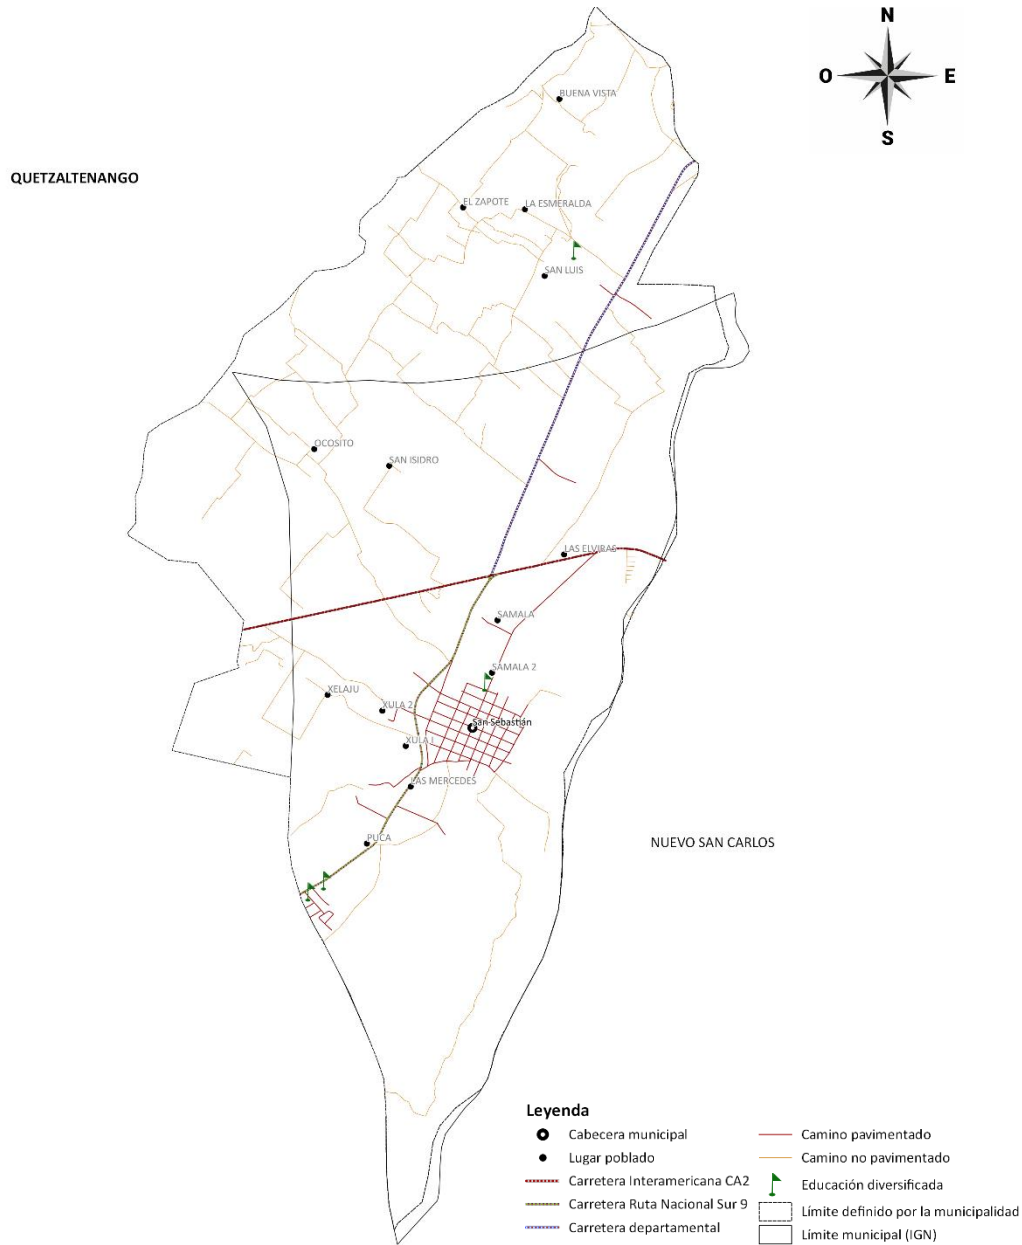 N
O
E
S
BUENA VISTA
QUETZALTENANGO
EL ZAPOTE
LA ESMERALDA
SAN LUIS
OCOSITO
SAN ISIDRO
LAS ELVIRAS
SAMALA
SAMALA 2
XELAJU
XULA 2
San Sebastián
XULA I
LAS MERCEDES
PUCA
NUEVO SAN CARLOS
Leyenda
Cabecera municipal
Lugar poblado
Carretera Interamericana CA2
Carretera Ruta Nacional Sur 9
Carretera departamental
Camino pavimentado
Camino no pavimentado
Educación diversificada
Límite definido por la municipalidad
Límite municipal (IGN)